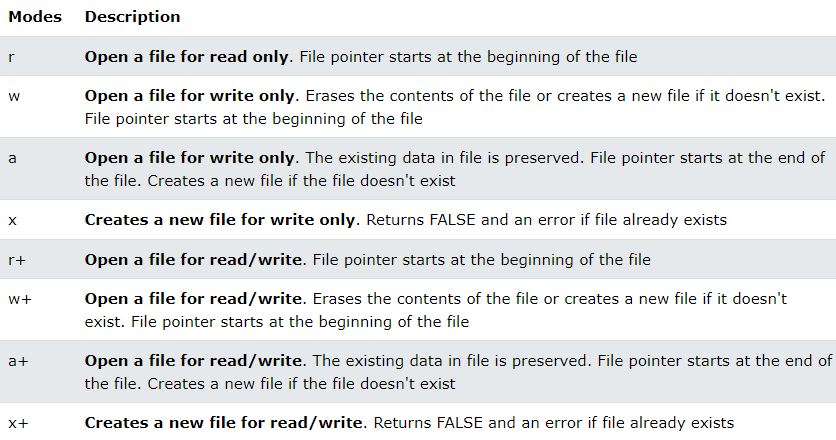 Modes Description
r Open a file for read only. File pointer starts at the beginning of the file
w Open a file for write only. Erases the contents of the file or creates a new file if it doesn't exist.
File pointer starts at the beginning of the file
a Open a file for write only. The existing data in file is preserved. File pointer starts at the end of
the file. Creates a new file if the file doesn't exist
x Creates a new file for write only. Returns FALSE and an error if file already exists
r+ Open a file for read/write. File pointer starts at the beginning of the file
w+ Open a file for read/write. Erases the contents of the file or creates a new file if it doesn't
exist. File pointer starts at the beginning of the file
a+ Open a file for read/write. The existing data in file is preserved. File pointer starts at the end of
the file. Creates a new file if the file doesn't exist
x+ Creates a new file for read/write. Returns FALSE and an error if file already exists